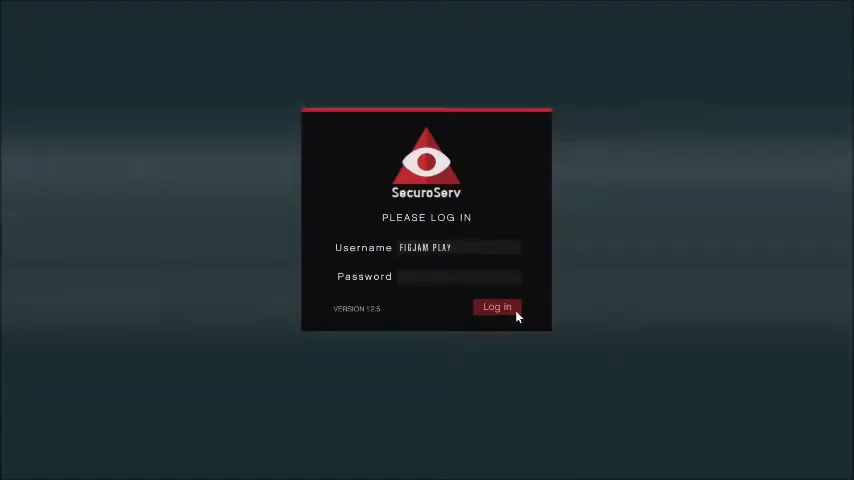 SecuroServ
PLEASE LOG IN
Username FIGJAM PLAY
Password
VERSION 1.2.5 Log in